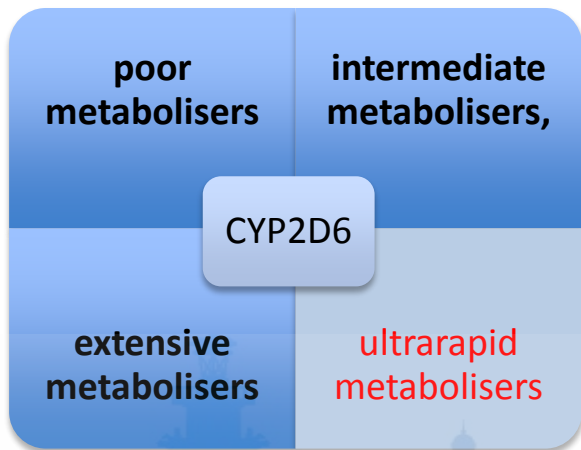 poor
metabolisers
intermediate
metabolisers,
CYP2D6
extensive
metabolisers
ultrarapid
metabolisers